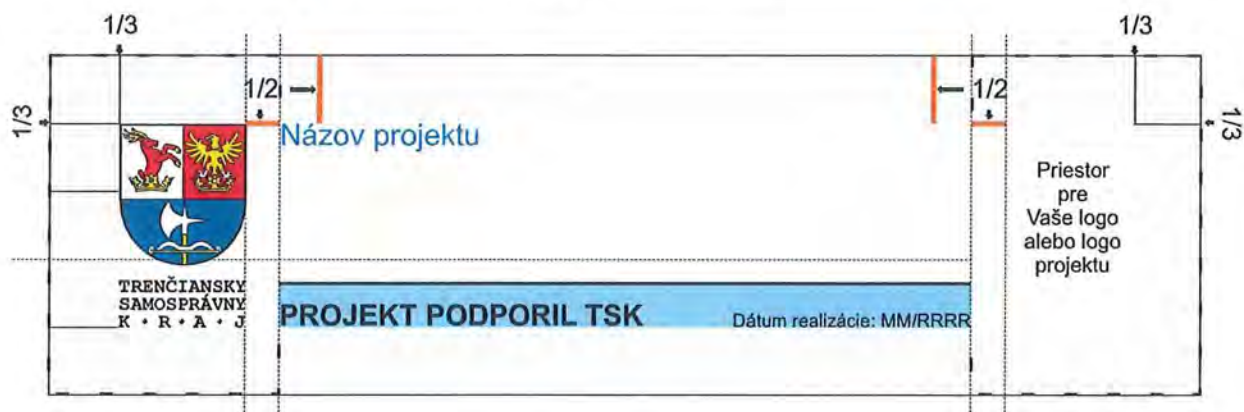 1/3
1/3
1/2
1/2
1/3
1/3
Názov projektu
Priestor
pre
Vaše logo
alebo logo
projektu
TRENČIANSKY
SAMOSPRÁVNY
K · R · A · J
PROJEKT PODPORIL TSK
Dátum realizácie: MM/RRRR